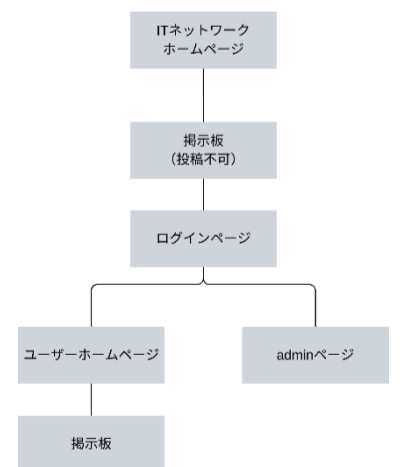 ITネットワーク
ホームページ
掲示板
（投稿不可）
ログインページ
ユーザーホームページ
adminページ
掲示板